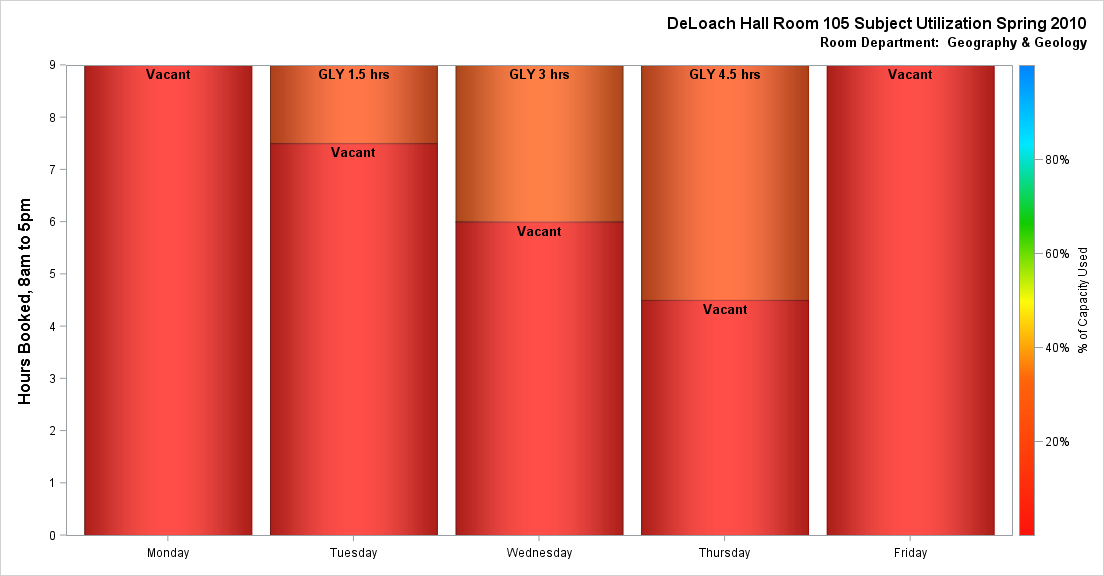 DeLoach Hall Room 105 Subject Utilization Spring 2010
Room Department:  Geography & Geology
Hours Booked, 8am to 5pm
9
8
7
6
5
4
3
2
1
0
Vacant
GLY 1.5 hrs
Vacant
GLY 3 hrs
Vacant
GLY 4.5 hrs
Vacant
Vacant
Monday
Tuesday
Wednesday
Thursday
Friday
80%
60%
40%
20%
% of Capacity Used